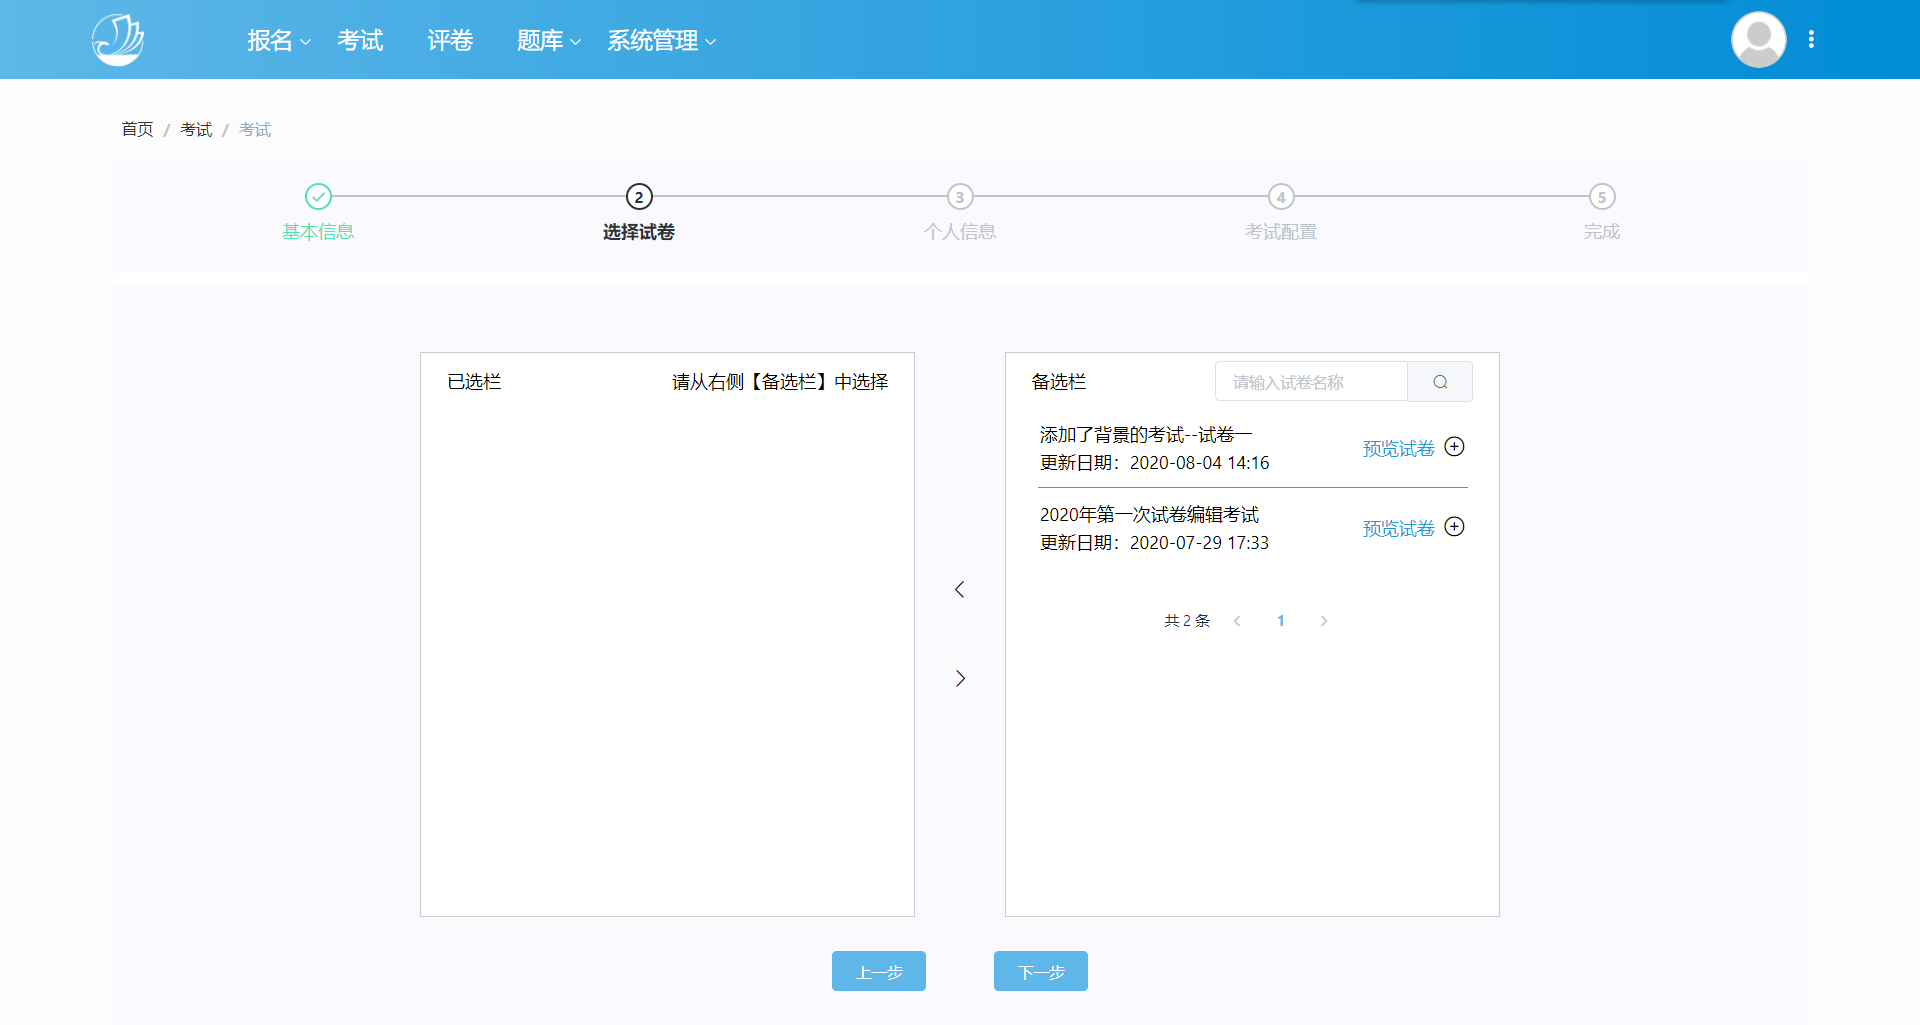 报名 考试 评卷 题库 系统管理
首页 / 考试 / 考试
2 3 4 5
基本信息 选择试卷 个人信息 考试配置 完成
已选栏 请从右侧【备选栏】中选择
备选栏 请输入试卷名称
添加了背景的考试--试卷一
更新日期：2020-08-04 14:16
预览试卷
2020年第一次试卷编辑考试
更新日期：2020-07-29 17:33
预览试卷
共 2 条 1
上一步 下一步